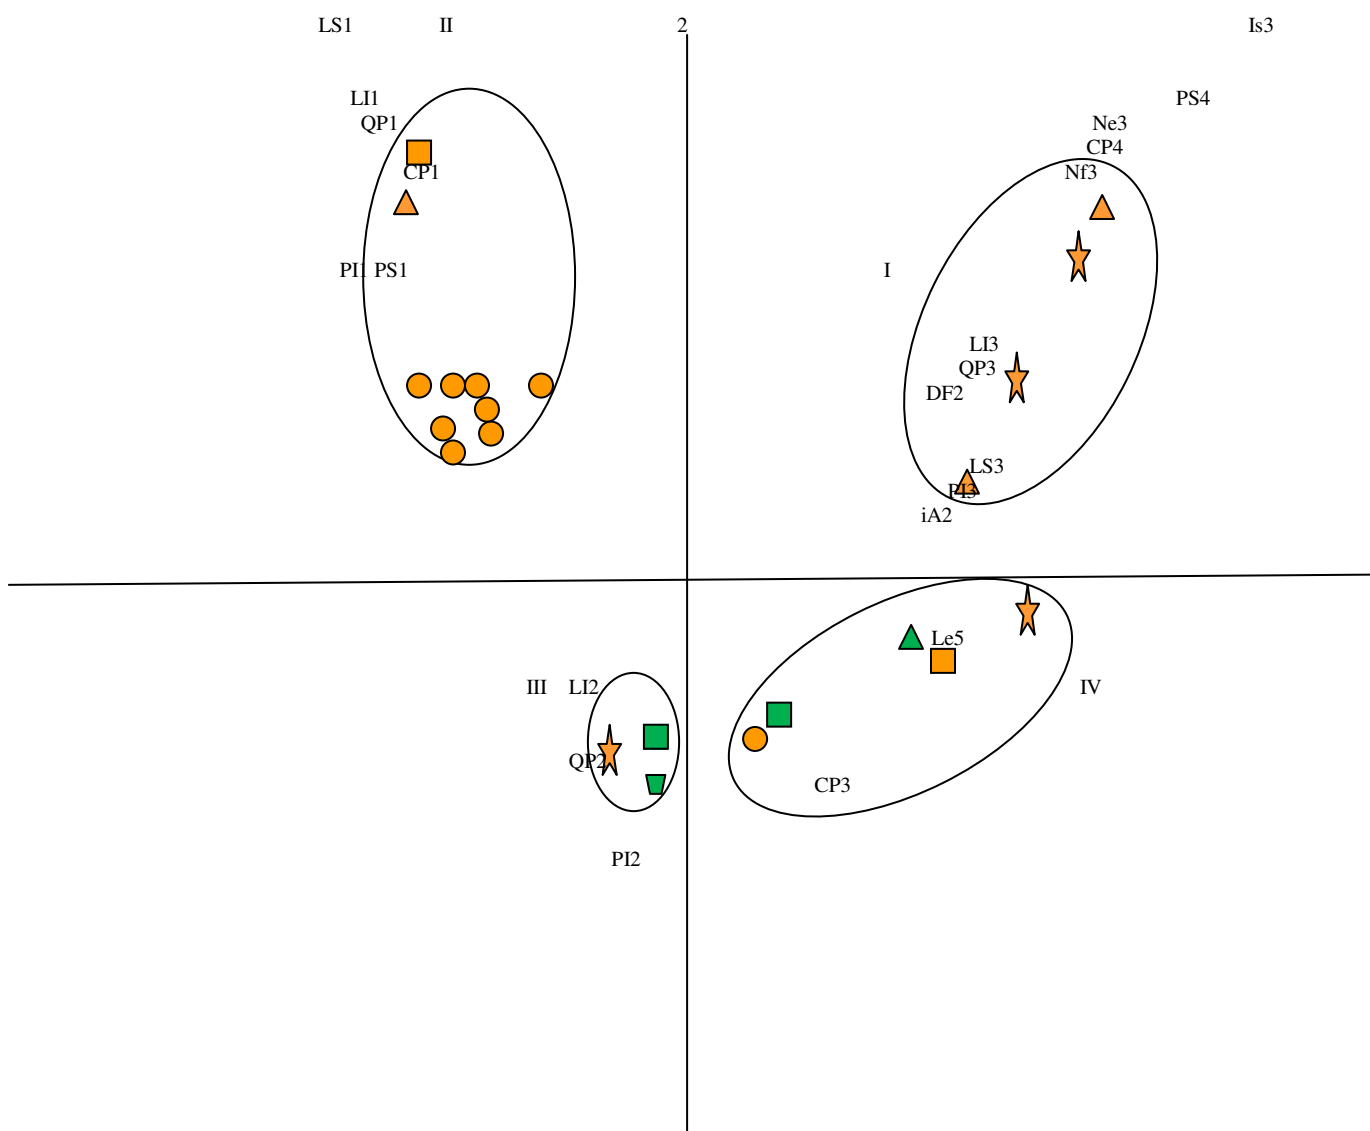 LS1 II 2 Is3
LI1 PS4
QP1 Ne3
CP4
CP1 Nf3
PI1 PS1 I
LI3
QP3
DF2
LS3
PI3
iA2
Le5
III LI2 IV
QP2
CP3
PI2